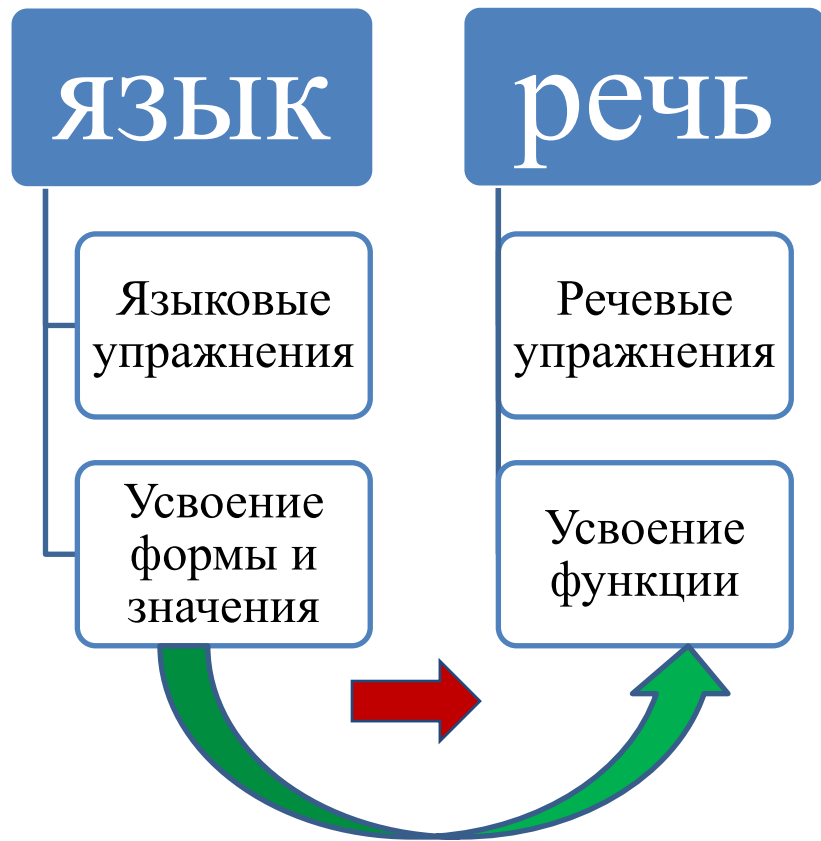 язык
Языковые
упражнения
Усвоение
формы и
значения
речь
Речевые
упражнения
Усвоение
функции